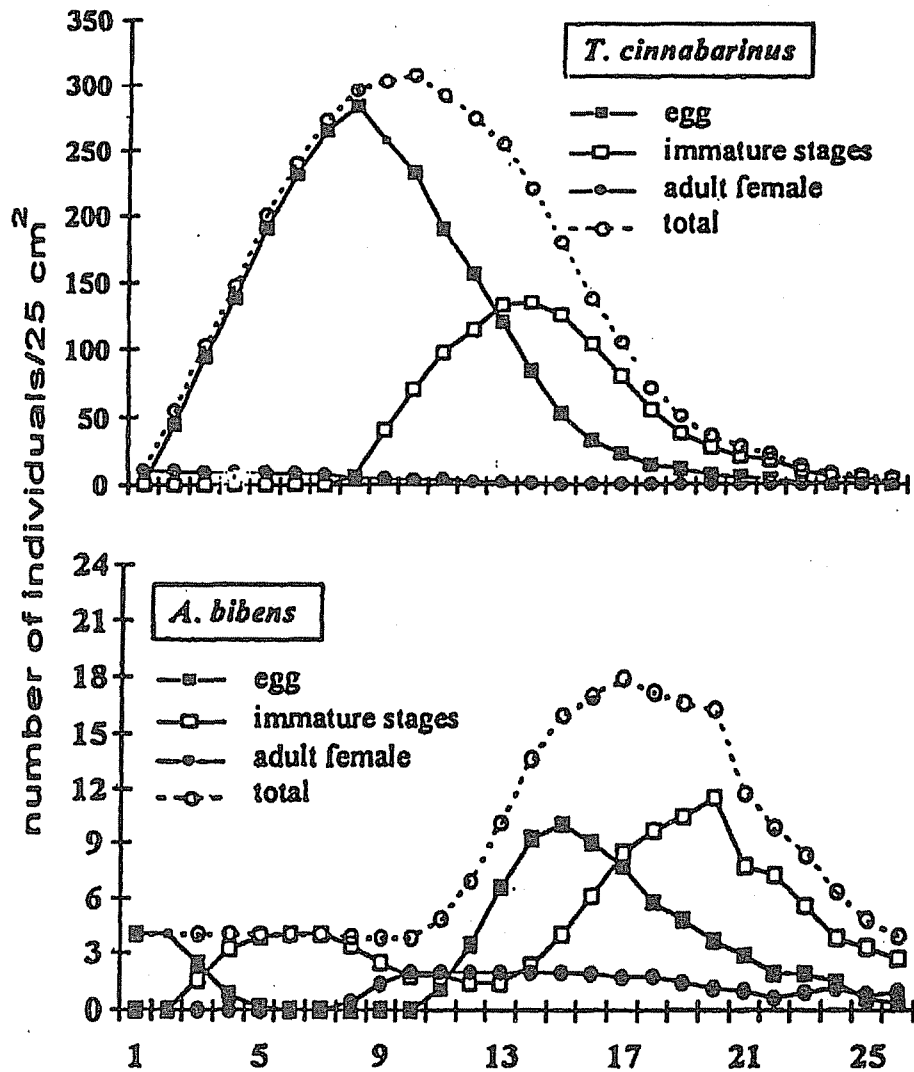 350
300
250
200
150
100
50
0
T. cinnabarinus
egg
immature stages
adult female
total
number of individuals/25 cm²
24
21
18
15
12
9
6
3
0
A. bibens
egg
immature stages
adult female
total
1 5 9 13 17 21 25